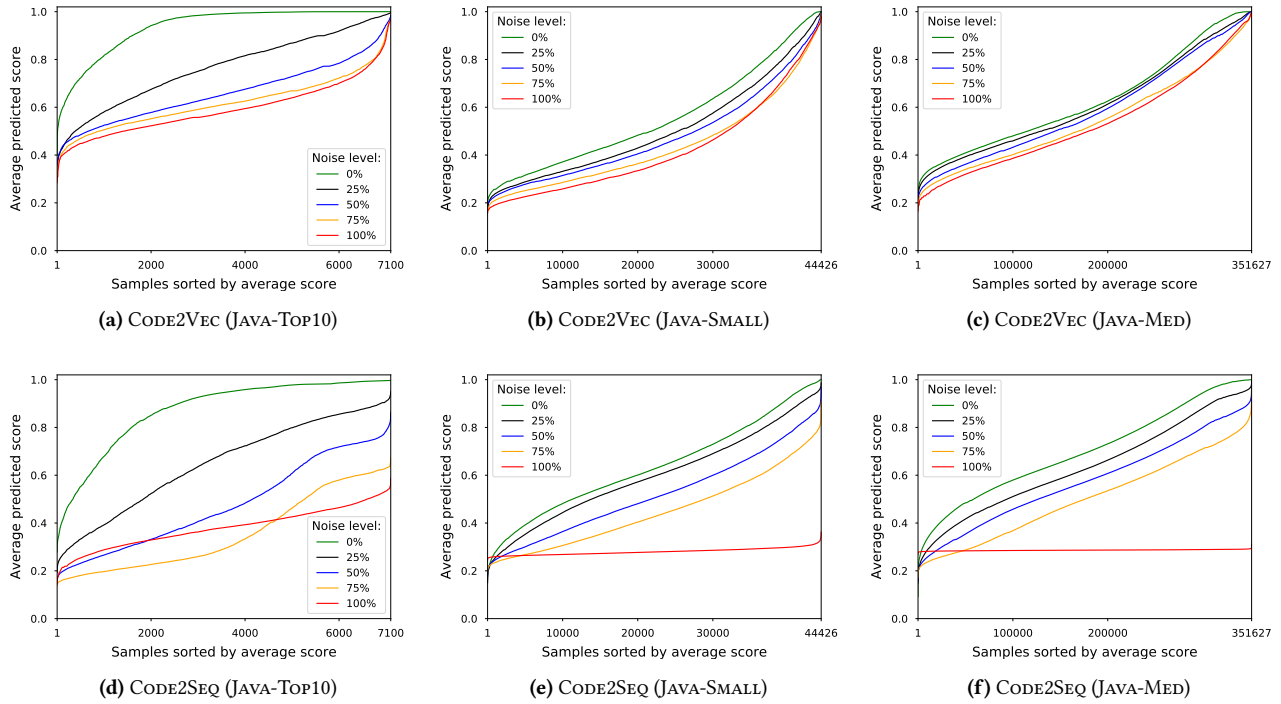 Average predicted score
1.0
0.8
0.6
0.4
0.2
0.0
Noise level:
0%
25%
50%
75%
100%
1 2000 4000 6000 7100
Samples sorted by average score
(a) Code2Vec (Java-Top10)
Average predicted score
1.0
0.8
0.6
0.4
0.2
0.0
Noise level:
0%
25%
50%
75%
100%
1 10000 20000 30000 44426
Samples sorted by average score
(b) Code2Vec (Java-Small)
Average predicted score
1.0
0.8
0.6
0.4
0.2
0.0
Noise level:
0%
25%
50%
75%
100%
1 100000 200000 351627
Samples sorted by average score
(c) Code2Vec (Java-Med)
Average predicted score
1.0
0.8
0.6
0.4
0.2
0.0
Noise level:
0%
25%
50%
75%
100%
1 2000 4000 6000 7100
Samples sorted by average score
(d) Code2Seq (Java-Top10)
Average predicted score
1.0
0.8
0.6
0.4
0.2
0.0
Noise level:
0%
25%
50%
75%
100%
1 10000 20000 30000 44426
Samples sorted by average score
(e) Code2Seq (Java-Small)
Average predicted score
1.0
0.8
0.6
0.4
0.2
0.0
Noise level:
0%
25%
50%
75%
100%
1 100000 200000 351627
Samples sorted by average score
(f) Code2Seq (Java-Med)